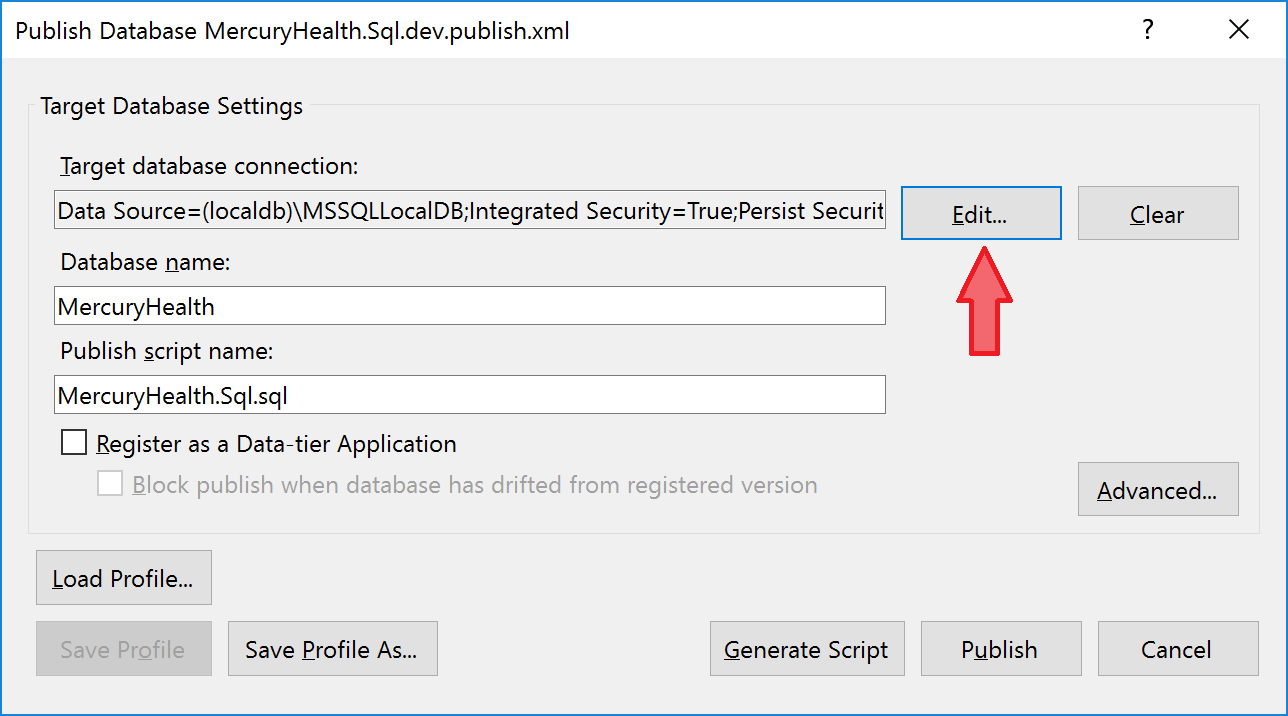 Publish Database MercuryHealth.Sql.dev.publish.xml
?
Target Database Settings
Target database connection:
Data Source=(localdb)\MSSQLLocalDB;Integrated Security=True;Persist Securit
Edit...
Clear
Database name:
MercuryHealth
Publish script name:
MercuryHealth.Sql.sql
Register as a Data-tier Application
Block publish when database has drifted from registered version
Advanced...
Load Profile...
Save Profile
Save Profile As...
Generate Script
Publish
Cancel